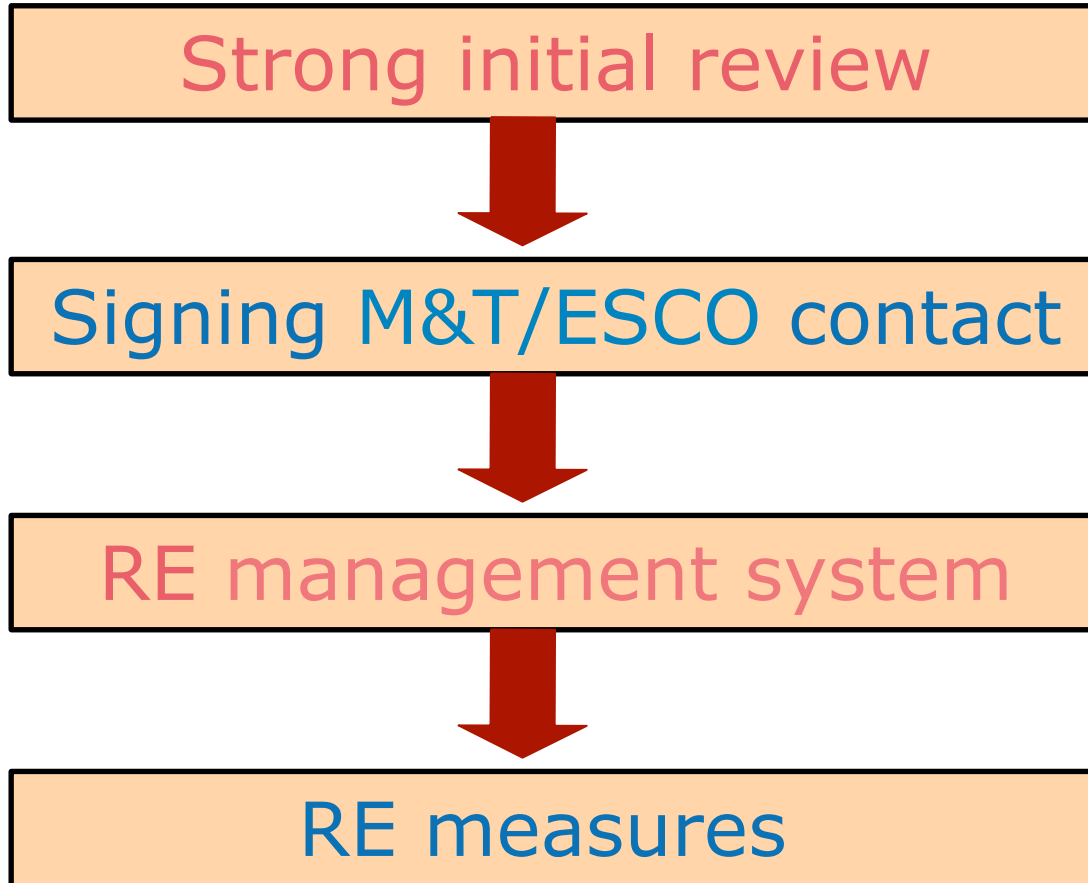 Strong initial review
Signing M&T/ESCO contact
RE management system
RE measures